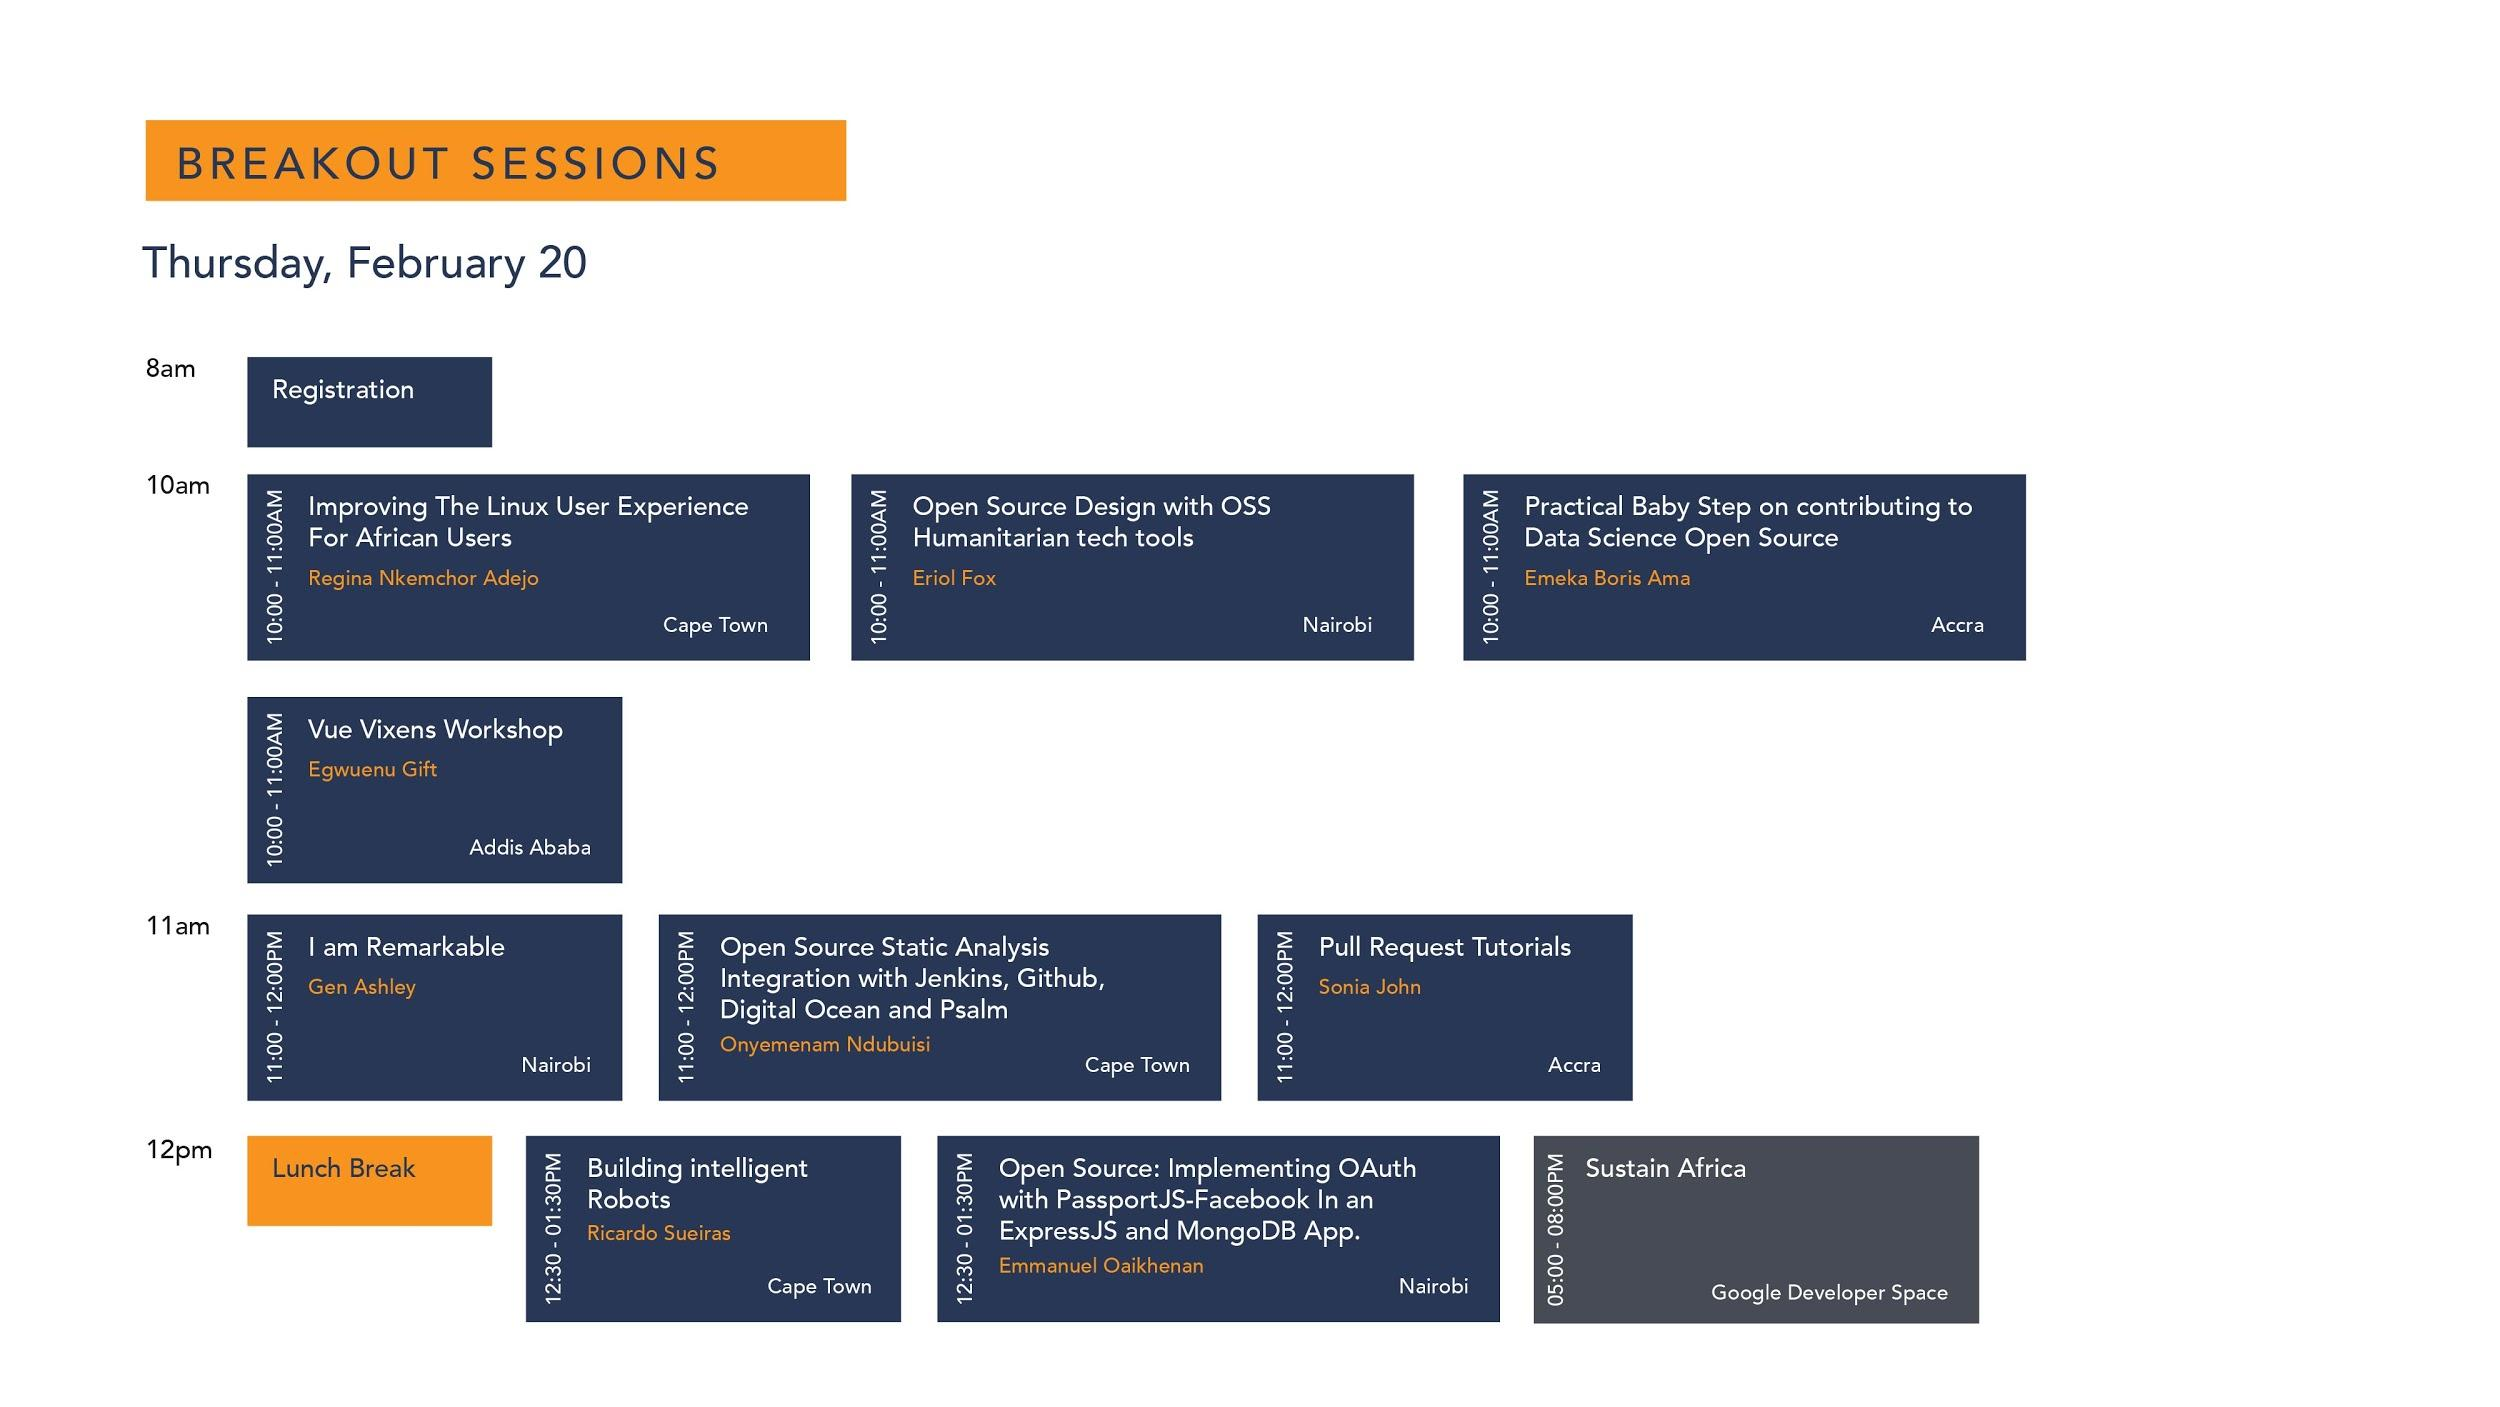 BREAKOUT SESSIONS
Thursday, February 20
8am
Registration
10am
10:00 - 11:00AM
Improving The Linux User Experience
For African Users
Regina Nkemchor Adejo
Cape Town
10:00 - 11:00AM
Open Source Design with OSS
Humanitarian tech tools
Eriol Fox
Nairobi
10:00 - 11:00AM
Practical Baby Step on contributing to
Data Science Open Source
Emeka Boris Ama
Accra
10:00 - 11:00AM
Vue Vixens Workshop
Egwuenu Gift
Addis Ababa
11am
11:00 - 12:00PM
I am Remarkable
Gen Ashley
Nairobi
11:00 - 12:00PM
Open Source Static Analysis
Integration with Jenkins, Github,
Digital Ocean and Psalm
Onyemenam Ndubuisi
Cape Town
11:00 - 12:00PM
Pull Request Tutorials
Sonia John
Accra
12pm
Lunch Break
12:30 - 01:30PM
Building intelligent
Robots
Ricardo Sueiras
Cape Town
12:30 - 01:30PM
Open Source: Implementing OAuth
with PassportJS-Facebook In an
ExpressJS and MongoDB App.
Emmanuel Oaikhenan
Nairobi
05:00 - 08:00PM
Sustain Africa
Google Developer Space